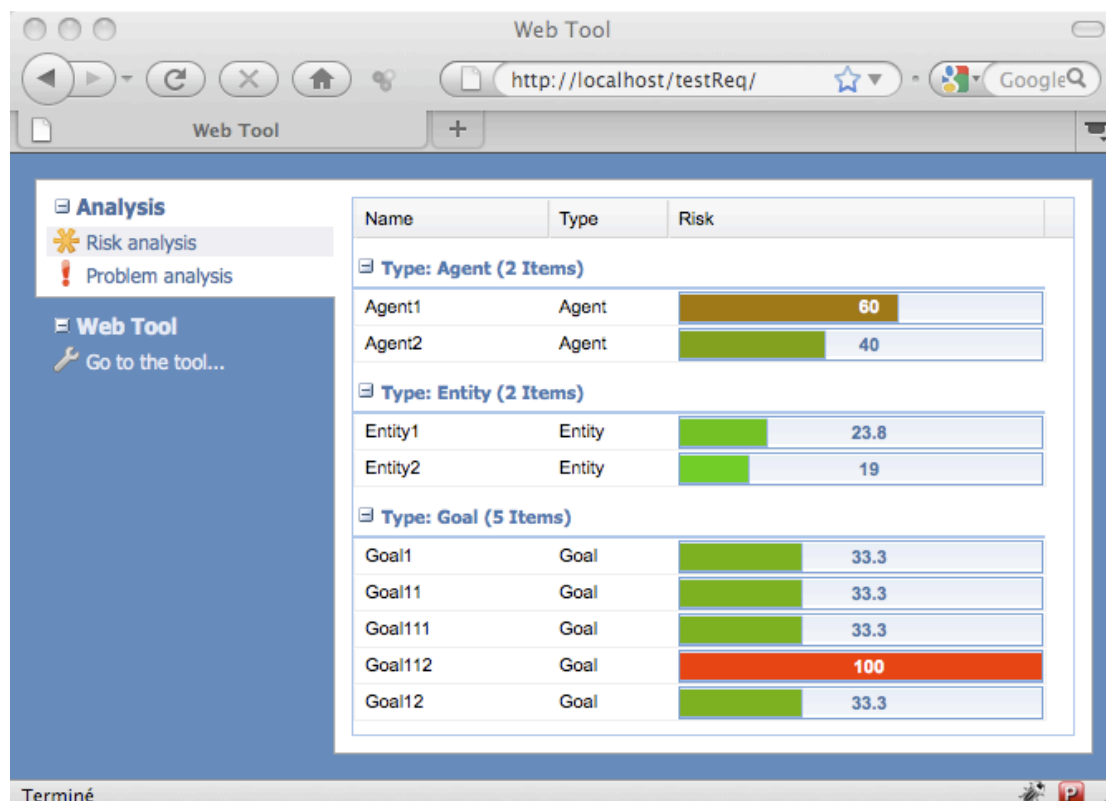 Web Tool
http://localhost/testReq/
Google
Web Tool
Analysis
Risk analysis
Problem analysis
Web Tool
Go to the tool...
Name Type Risk
Type: Agent (2 Items)
Agent1 Agent 60
Agent2 Agent 40
Type: Entity (2 Items)
Entity1 Entity 23.8
Entity2 Entity 19
Type: Goal (5 Items)
Goal1 Goal 33.3
Goal11 Goal 33.3
Goal111 Goal 33.3
Goal112 Goal 100
Goal12 Goal 33.3
Terminé
P